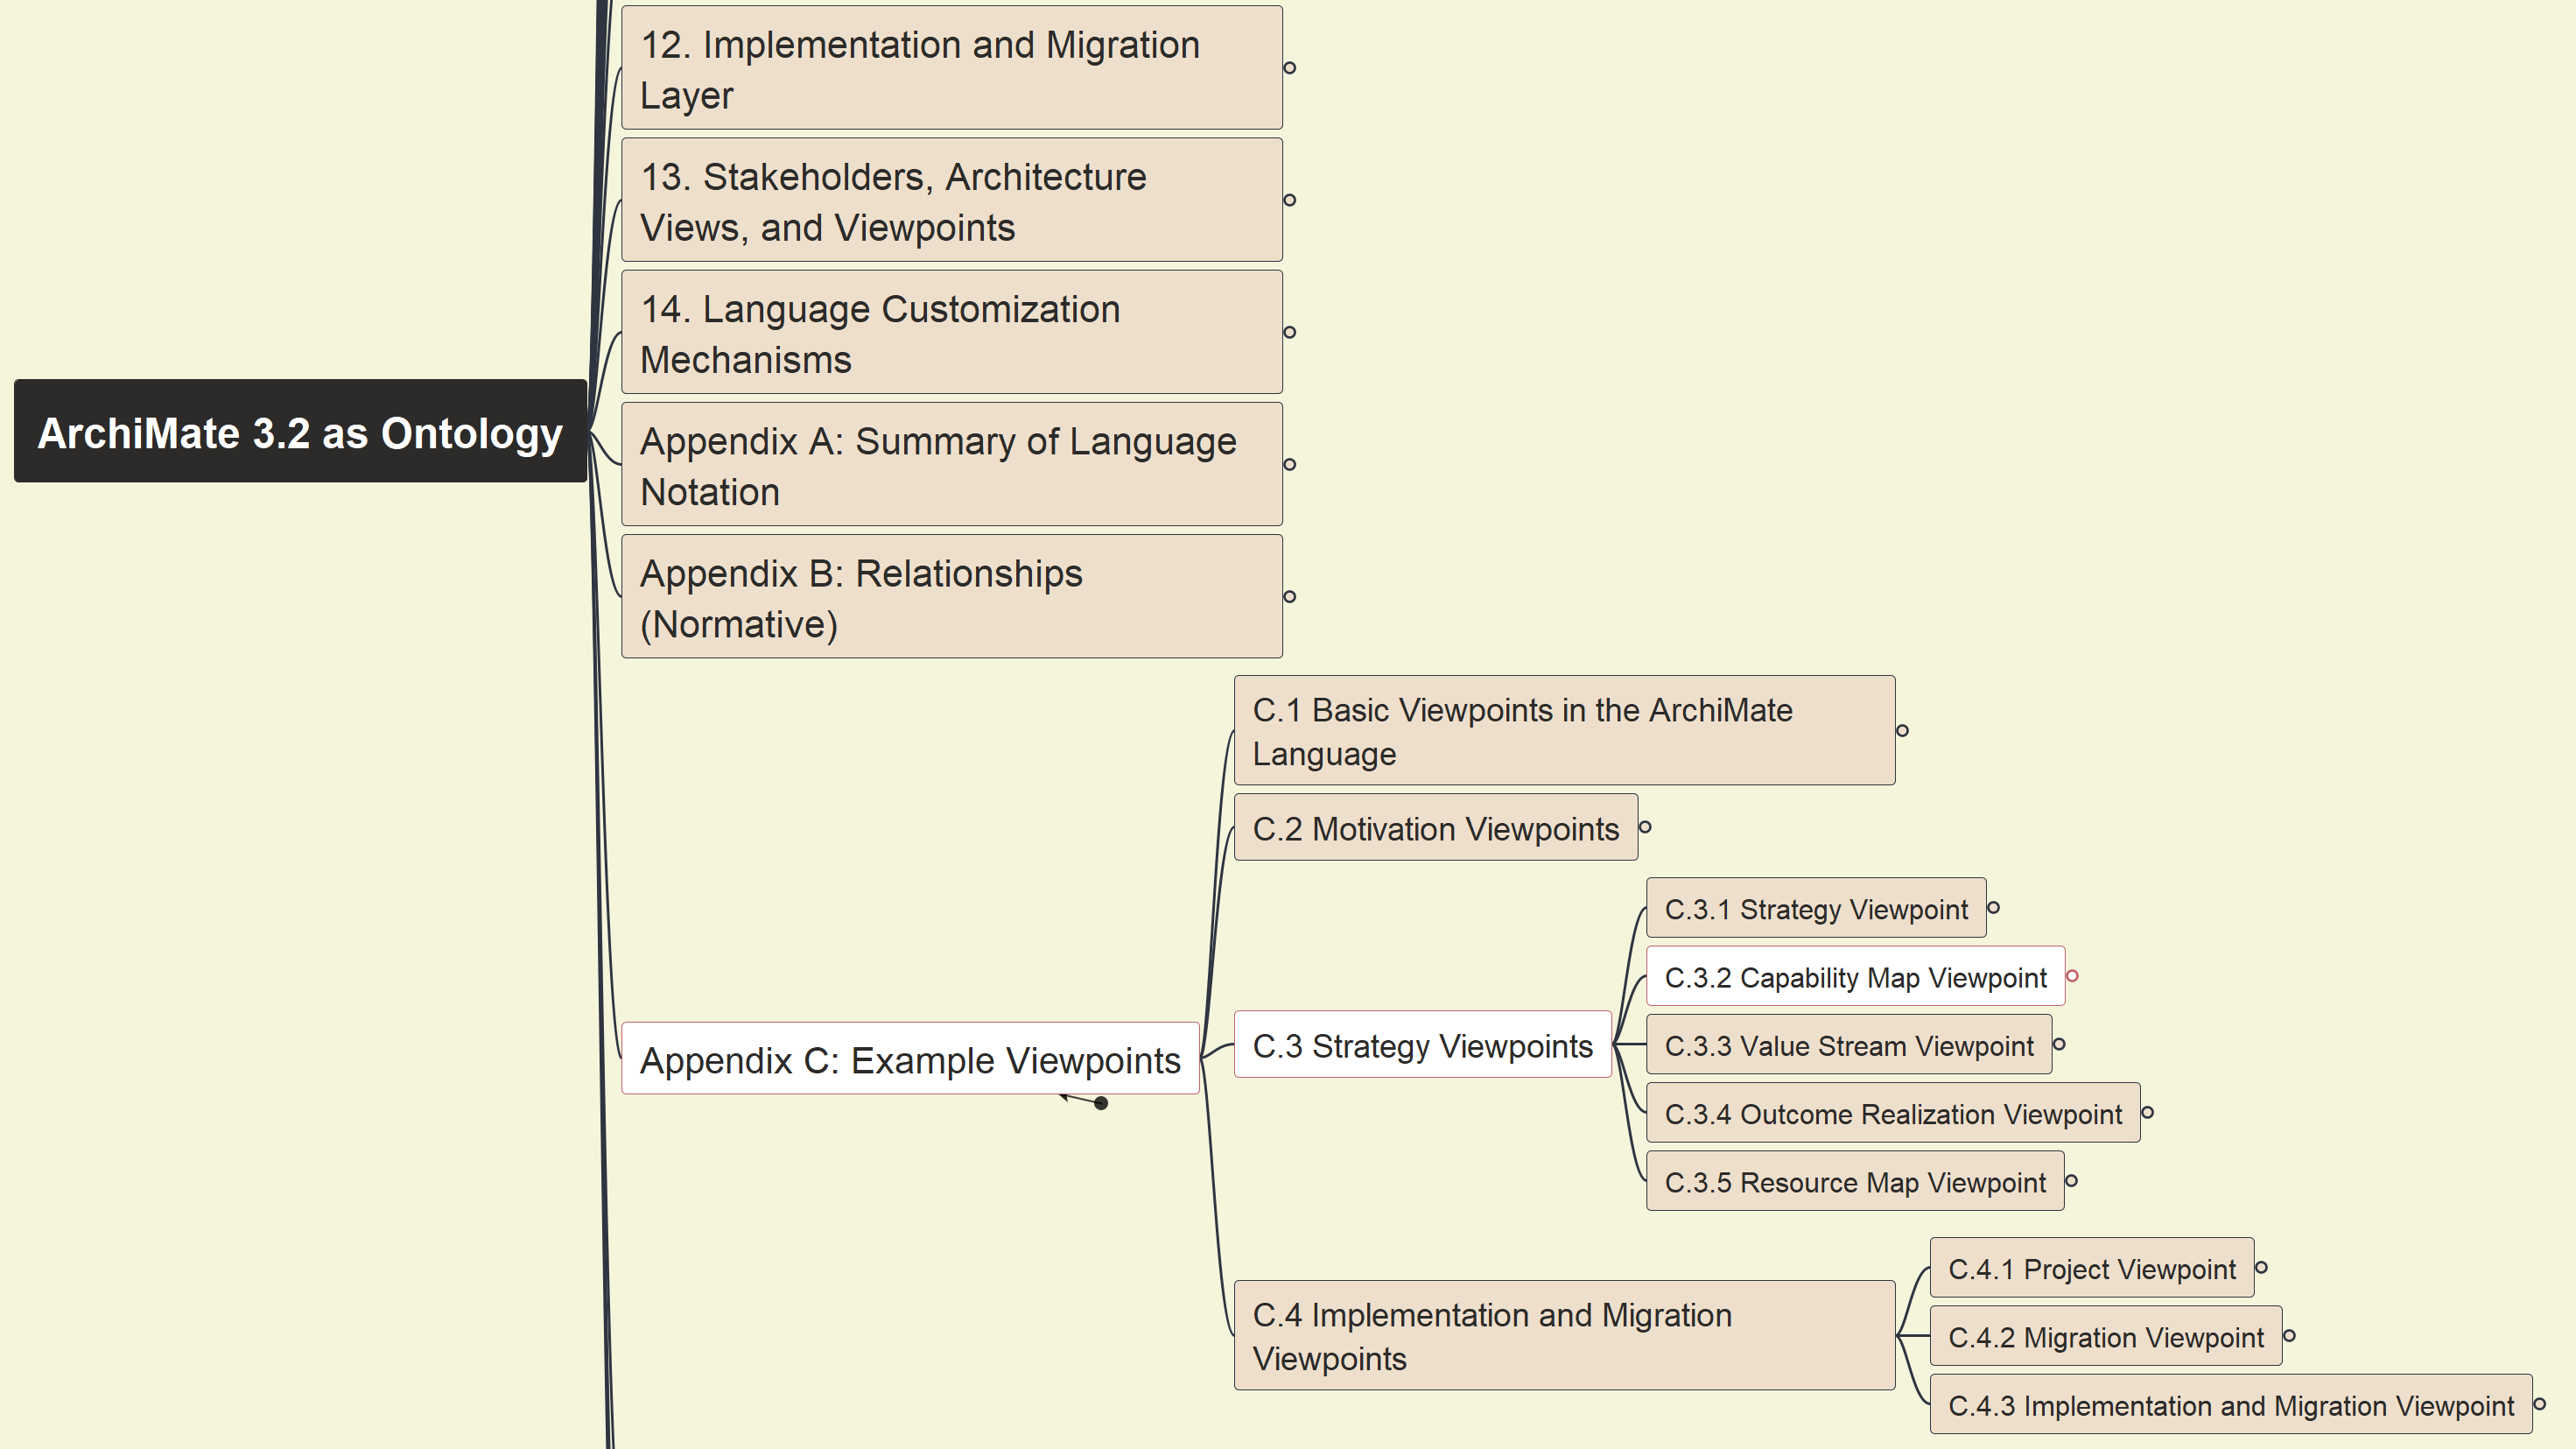 12. Implementation and Migration
Layer
13. Stakeholders, Architecture
Views, and Viewpoints
14. Language Customization
Mechanisms
ArchiMate 3.2 as Ontology
Appendix A: Summary of Language
Notation
Appendix B: Relationships
(Normative)
Appendix C: Example Viewpoints
C.1 Basic Viewpoints in the ArchiMate
Language
C.2 Motivation Viewpoints
C.3 Strategy Viewpoints
C.3.1 Strategy Viewpoint
C.3.2 Capability Map Viewpoint
C.3.3 Value Stream Viewpoint
C.3.4 Outcome Realization Viewpoint
C.3.5 Resource Map Viewpoint
C.4 Implementation and Migration
Viewpoints
C.4.1 Project Viewpoint
C.4.2 Migration Viewpoint
C.4.3 Implementation and Migration Viewpoint